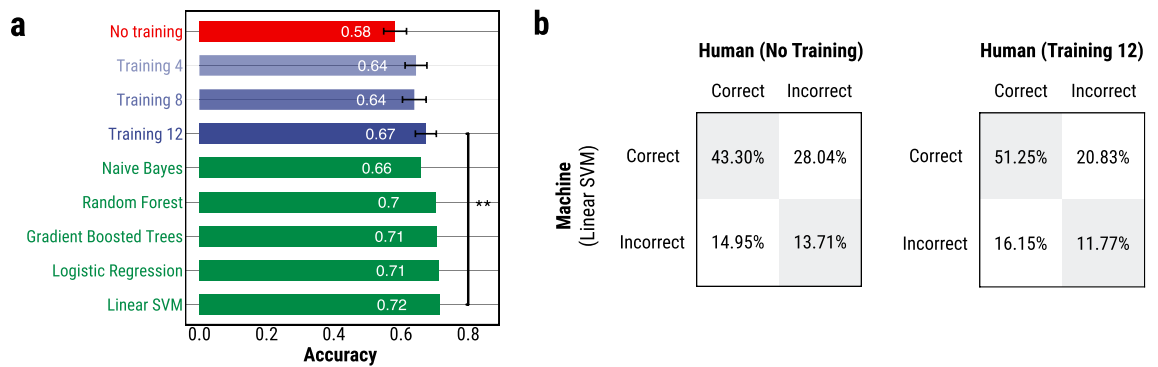 a
No training 0.58
Training 4 0.64
Training 8 0.64
Training 12 0.67
Naive Bayes 0.66
Random Forest 0.7
Gradient Boosted Trees 0.71
Logistic Regression 0.71
Linear SVM 0.72
**
0.0 0.2 0.4 0.6 0.8
Accuracy
b
Machine
(Linear SVM)
Human (No Training)
Correct Incorrect
Correct 43.30% 28.04%
Incorrect 14.95% 13.71%
Human (Training 12)
Correct Incorrect
Correct 51.25% 20.83%
Incorrect 16.15% 11.77%